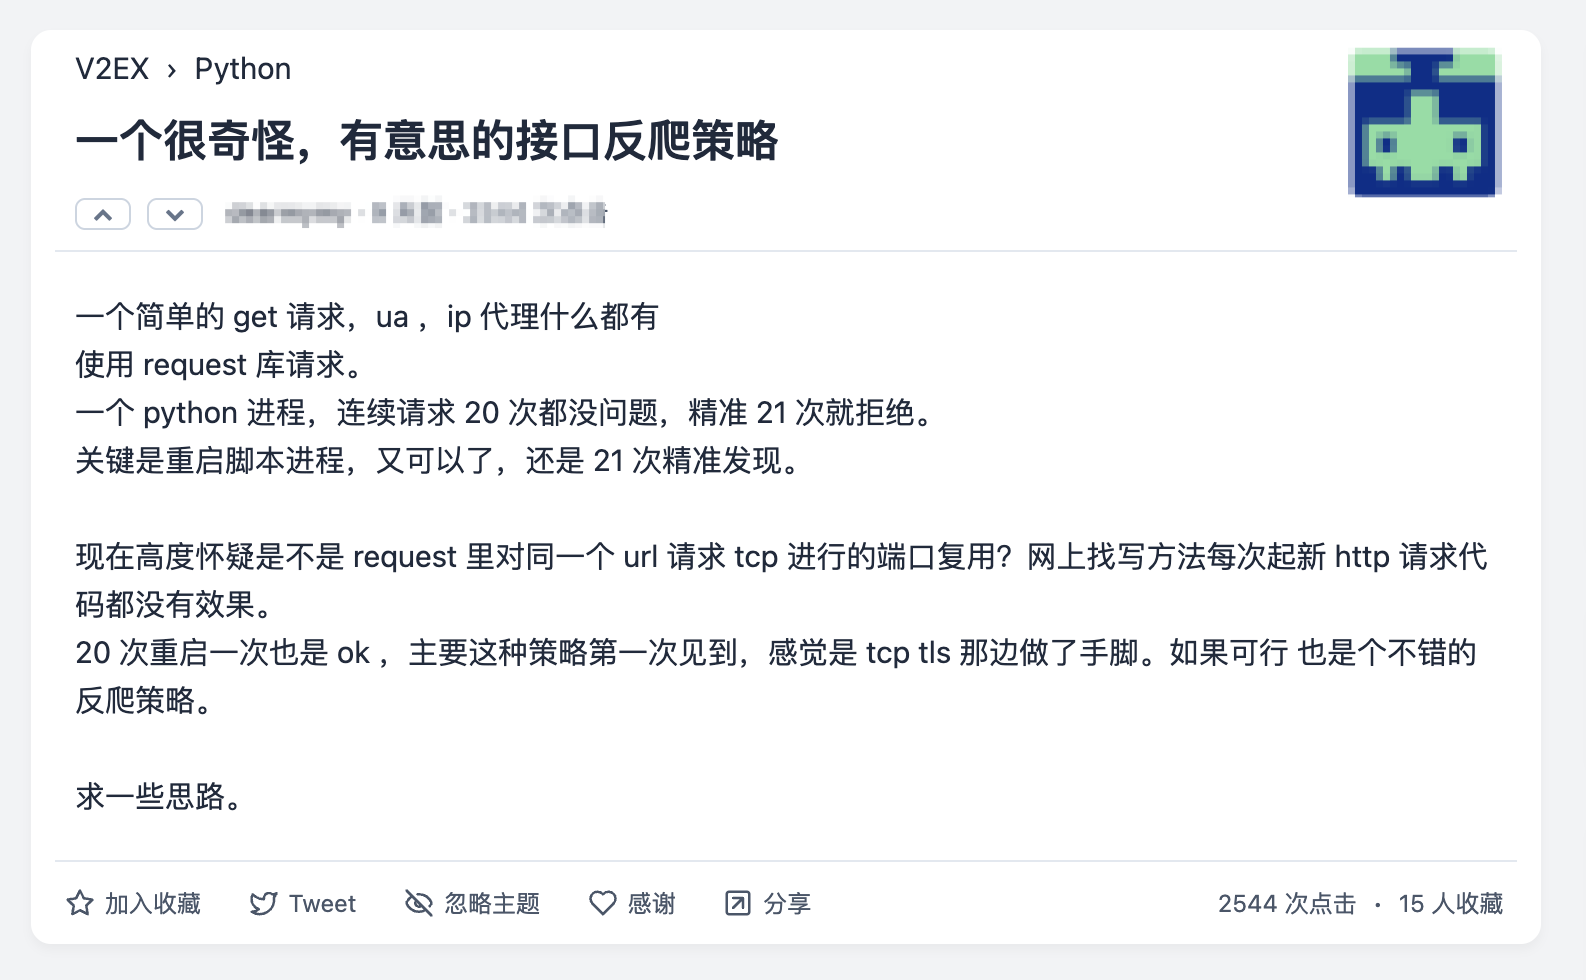 V2EX › Python
一个很奇怪，有意思的接口反爬策略
一个简单的 get 请求，ua ，ip 代理什么都有
使用 request 库请求。
一个 python 进程，连续请求 20 次都没问题，精准 21 次就拒绝。
关键是重启脚本进程，又可以了，还是 21 次精准发现。
现在高度怀疑是不是 request 里对同一个 url 请求 tcp 进行的端口复用？网上找写方法每次起新 http 请求代
码都没有效果。
20 次重启一次也是 ok ，主要这种策略第一次见到，感觉是 tcp tls 那边做了手脚。如果可行 也是个不错的
反爬策略。
求一些思路。
加入收藏 Tweet 忽略主题 感谢 分享 2544 次点击 · 15 人收藏